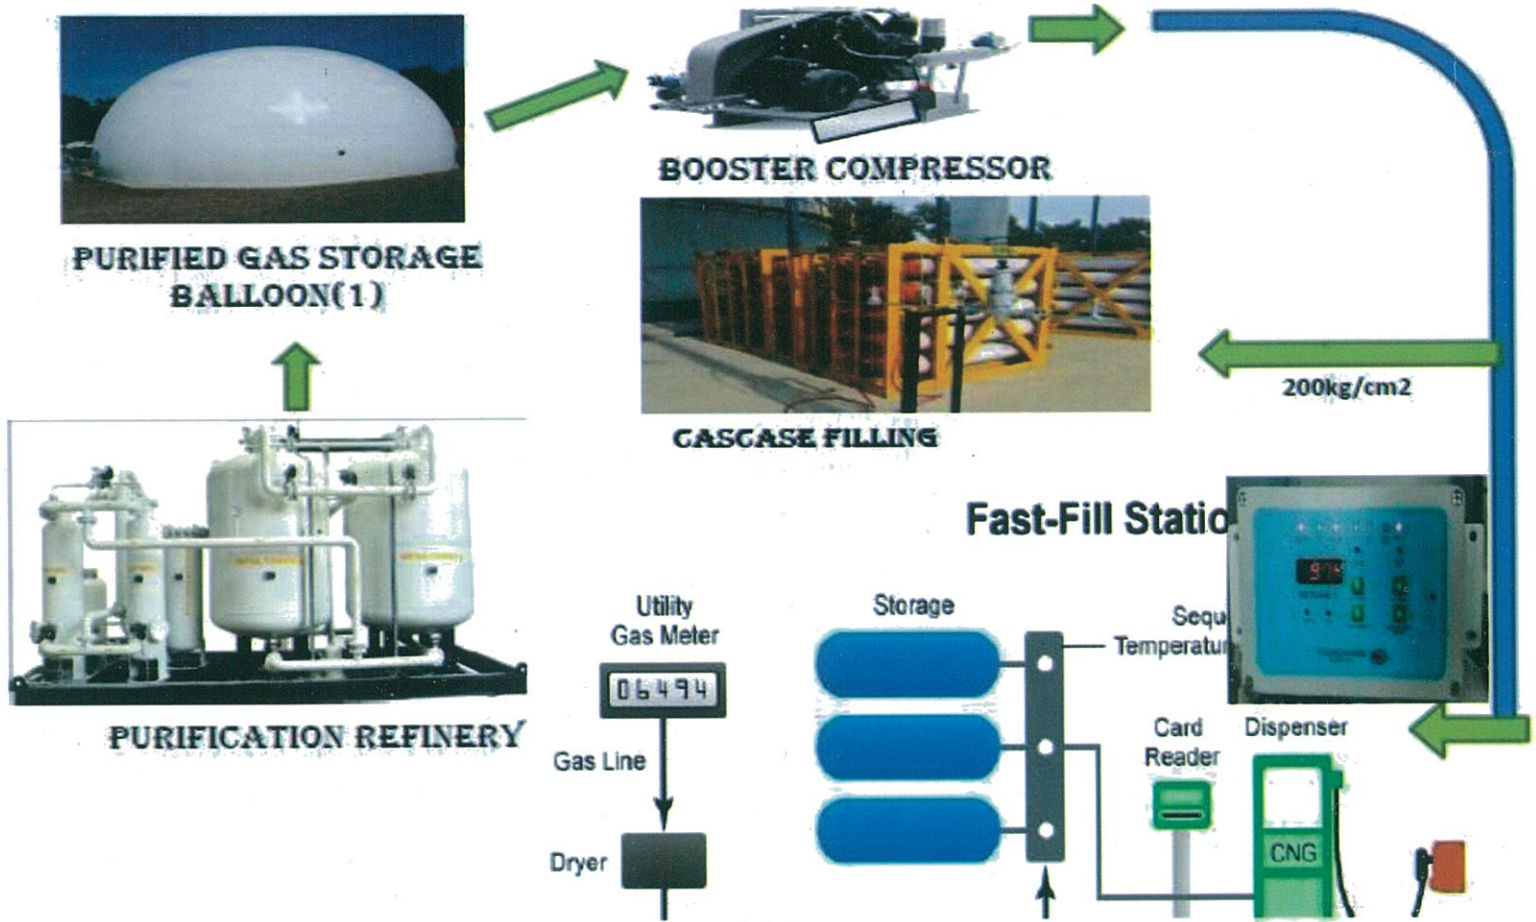 BOOSTER COMPRESSOR
PURIFIED GAS STORAGE
BALLOON(1)
200kg/cm2
CASCASE FILLING
Fast-Fill Statio
Utility
Gas Meter
06494
Storage
Sequ
Temperatur
PURIFICATION REFINERY
Gas Line
Card
Reader
Dispenser
Dryer
CNG